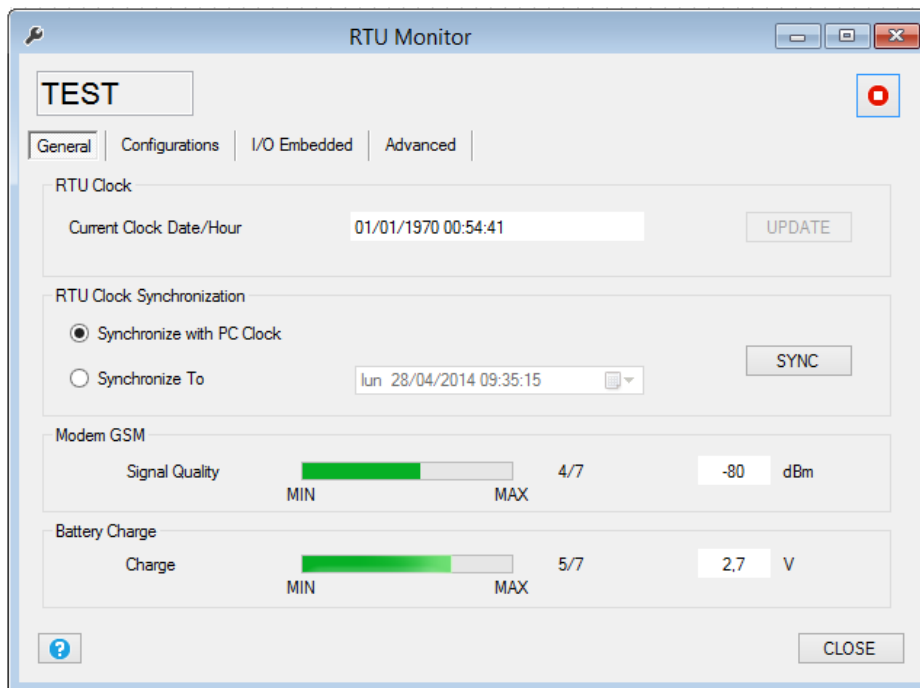 RTU Monitor
TEST
General Configurations I/O Embedded Advanced
RTU Clock
Current Clock Date/Hour 01/01/1970 00:54:41 UPDATE
RTU Clock Synchronization
Synchronize with PC Clock
SYNC
Synchronize To lun 28/04/2014 09:35:15
Modem GSM
Signal Quality 4/7 -80 dBm
MIN MAX
Battery Charge
Charge 5/7 2,7 V
MIN MAX
? CLOSE